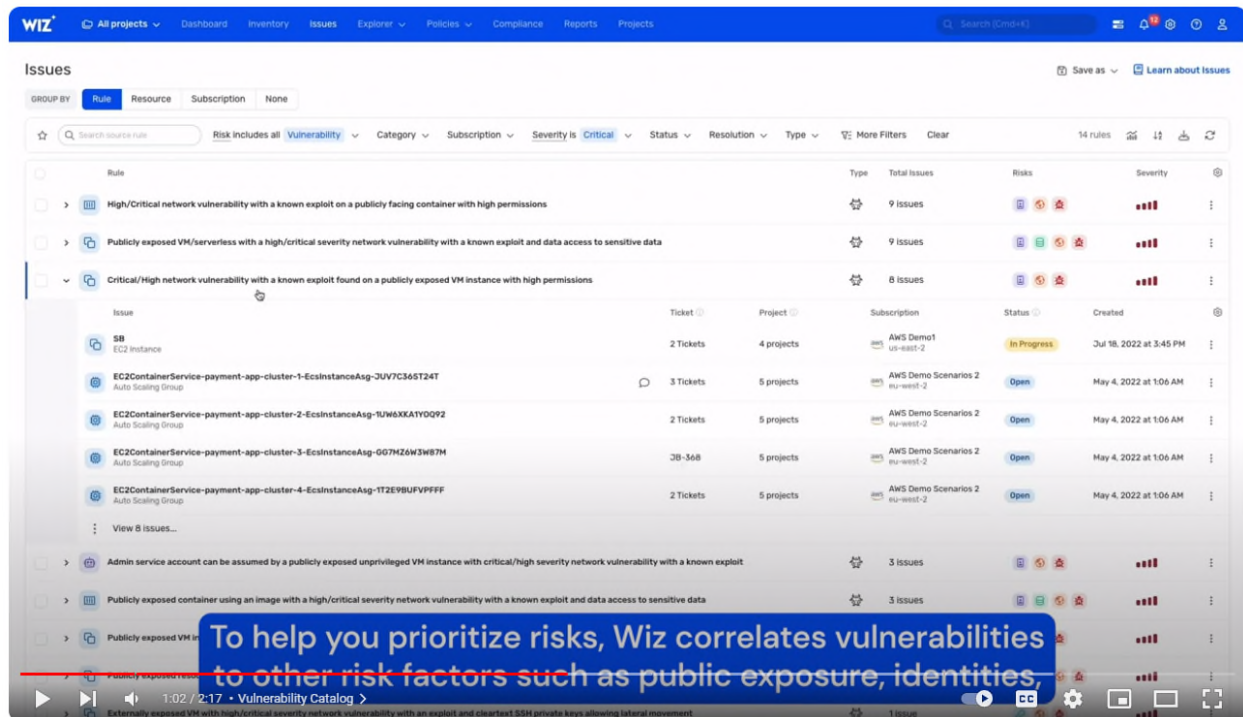 WIZ All projects Dashboard Inventory Issues Explorer Policies Compliance Reports Projects Search (Cmd+K) 12
Issues
Save as Learn about Issues
GROUP BY Rule Resource Subscription None
Search source rule Risk includes all Vulnerability Category Subscription Severity is Critical Status Resolution Type More Filters Clear 14 rules
Rule Type Total Issues Risks Severity
High/Critical network vulnerability with a known exploit on a publicly facing container with high permissions 9 issues
Publicly exposed VM/serverless with a high/critical severity network vulnerability with a known exploit and data access to sensitive data 9 issues
Critical/High network vulnerability with a known exploit found on a publicly exposed VM instance with high permissions 8 issues
Issue Ticket Project Subscription Status Created
SB 2 Tickets 4 projects AWS Demo1 In Progress Jul 18, 2022 at 3:45 PM
EC2 Instance us-east-2
EC2ContainerService-payment-app-cluster-1-EcsInstanceAsg-JUV7C365T24T 3 Tickets 5 projects AWS Demo Scenarios 2 Open May 4, 2022 at 1:06 AM
Auto Scaling Group eu-west-2
EC2ContainerService-payment-app-cluster-2-EcsInstanceAsg-1UW6XKA1YOQ92 2 Tickets 5 projects AWS Demo Scenarios 2 Open May 4, 2022 at 1:06 AM
Auto Scaling Group eu-west-2
EC2ContainerService-payment-app-cluster-3-EcsInstanceAsg-GG7MZ6W3W87M JB-368 5 projects AWS Demo Scenarios 2 Open May 4, 2022 at 1:06 AM
Auto Scaling Group eu-west-2
EC2ContainerService-payment-app-cluster-4-EcsInstanceAsg-1T2E9BUFVPFFF 2 Tickets 5 projects AWS Demo Scenarios 2 Open May 4, 2022 at 1:06 AM
Auto Scaling Group eu-west-2
View 8 issues...
Admin service account can be assumed by a publicly exposed unprivileged VM instance with critical/high severity network vulnerability with a known exploit 3 issues
Publicly exposed container using an image with a high/critical severity network vulnerability with a known exploit and data access to sensitive data 3 issues
Publicly exposed VM
To help you prioritize risks, Wiz correlates vulnerabilities
to other risk factors such as public exposure, identities,
Publicly exposed
1:02 / 2:17 • Vulnerability Catalog CC
Externally exposed VM with high/critical severity network vulnerability with an exploit and cleartext SSH private keys allowing lateral movement 1 issue